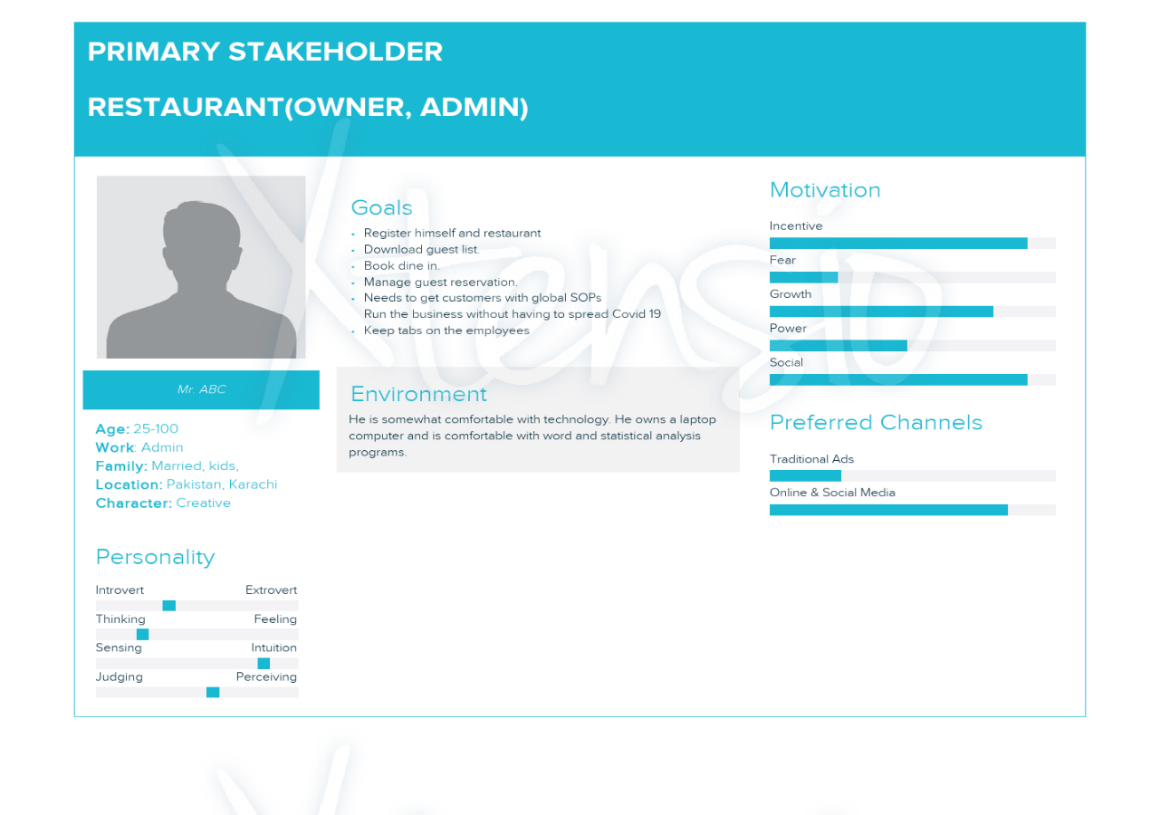 PRIMARY STAKEHOLDER
RESTAURANT(OWNER, ADMIN)
Mr. ABC
Age: 25-100
Work: Admin
Family: Married, kids,
Location: Pakistan, Karachi
Character: Creative
Personality
Introvert Extrovert
Thinking Feeling
Sensing Intuition
Judging Perceiving
Goals
• Register himself and restaurant
• Download guest list.
• Book dine in.
• Manage guest reservation.
• Needs to get customers with global SOPs
Run the business without having to spread Covid 19
• Keep tabs on the employees
Environment
He is somewhat comfortable with technology. He owns a laptop
computer and is comfortable with word and statistical analysis
programs.
Motivation
Incentive
Fear
Growth
Power
Social
Preferred Channels
Traditional Ads
Online & Social Media
Xtensio